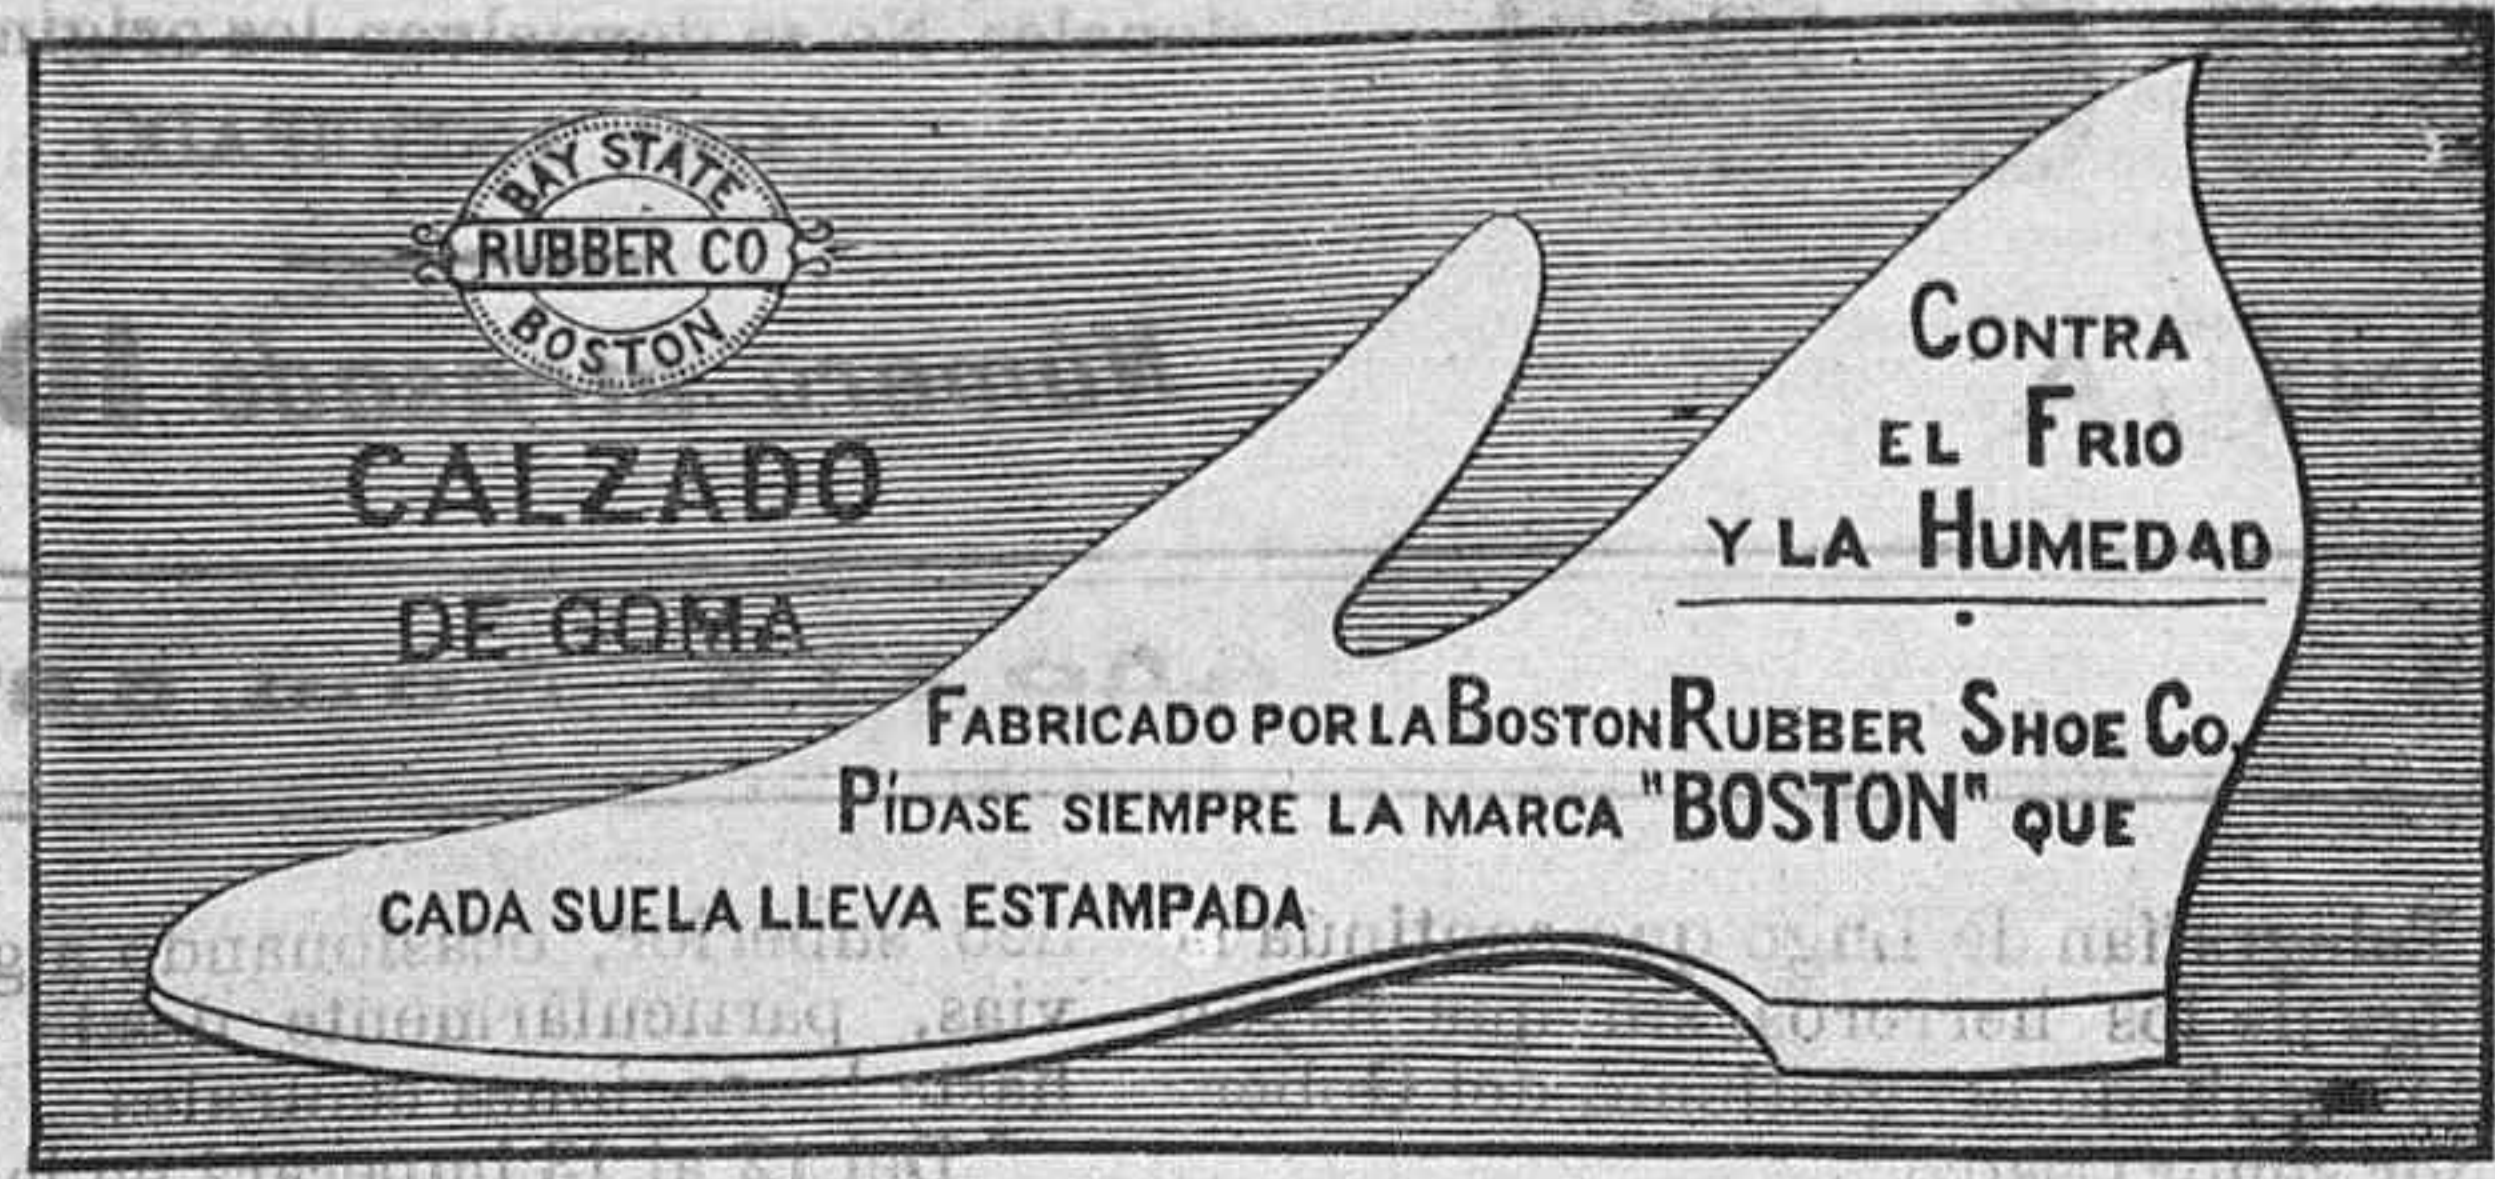 BAY STATE
RUBBER CO
BOSTON
CALZADO
DE GOMA
CONTRA
EL FRIO
Y LA HUMEDAD
FABRICADO POR LA BOSTON RUBBER SHOE CO.
PÍDASE SIEMPRE LA MARCA "BOSTON" QUE
CADA SUELA LLEVA ESTAMPADA